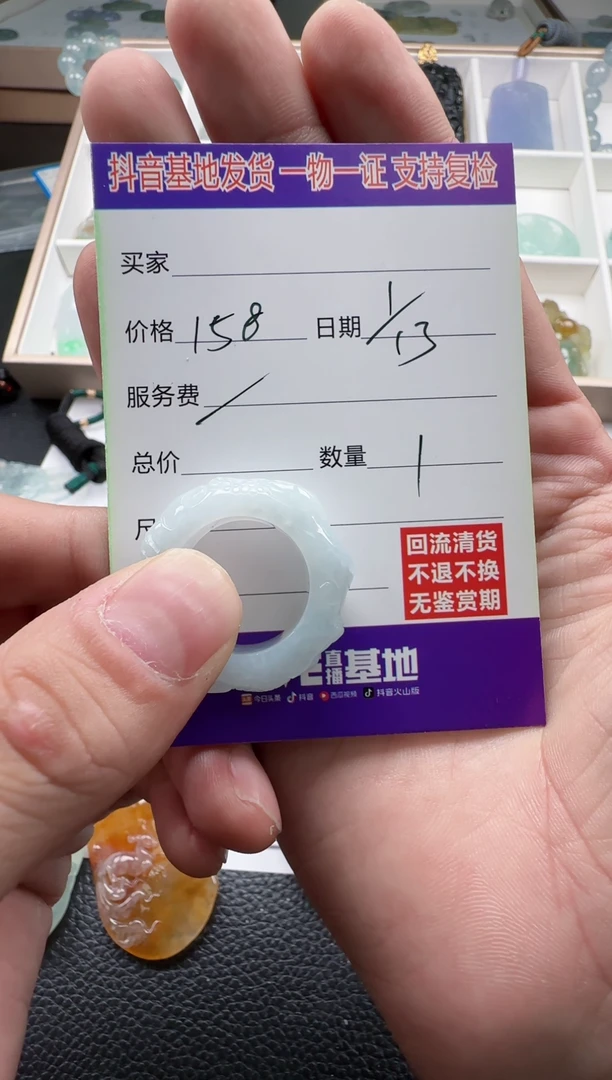 抖音基地发货 一物一证 支持复检
买家
价格 158 日期 1/13
服务费 /
总价 数量 1
尺
回流清货
不退不换
无鉴赏期
直播基地
今日头条 抖音 西瓜视频 抖音火山版